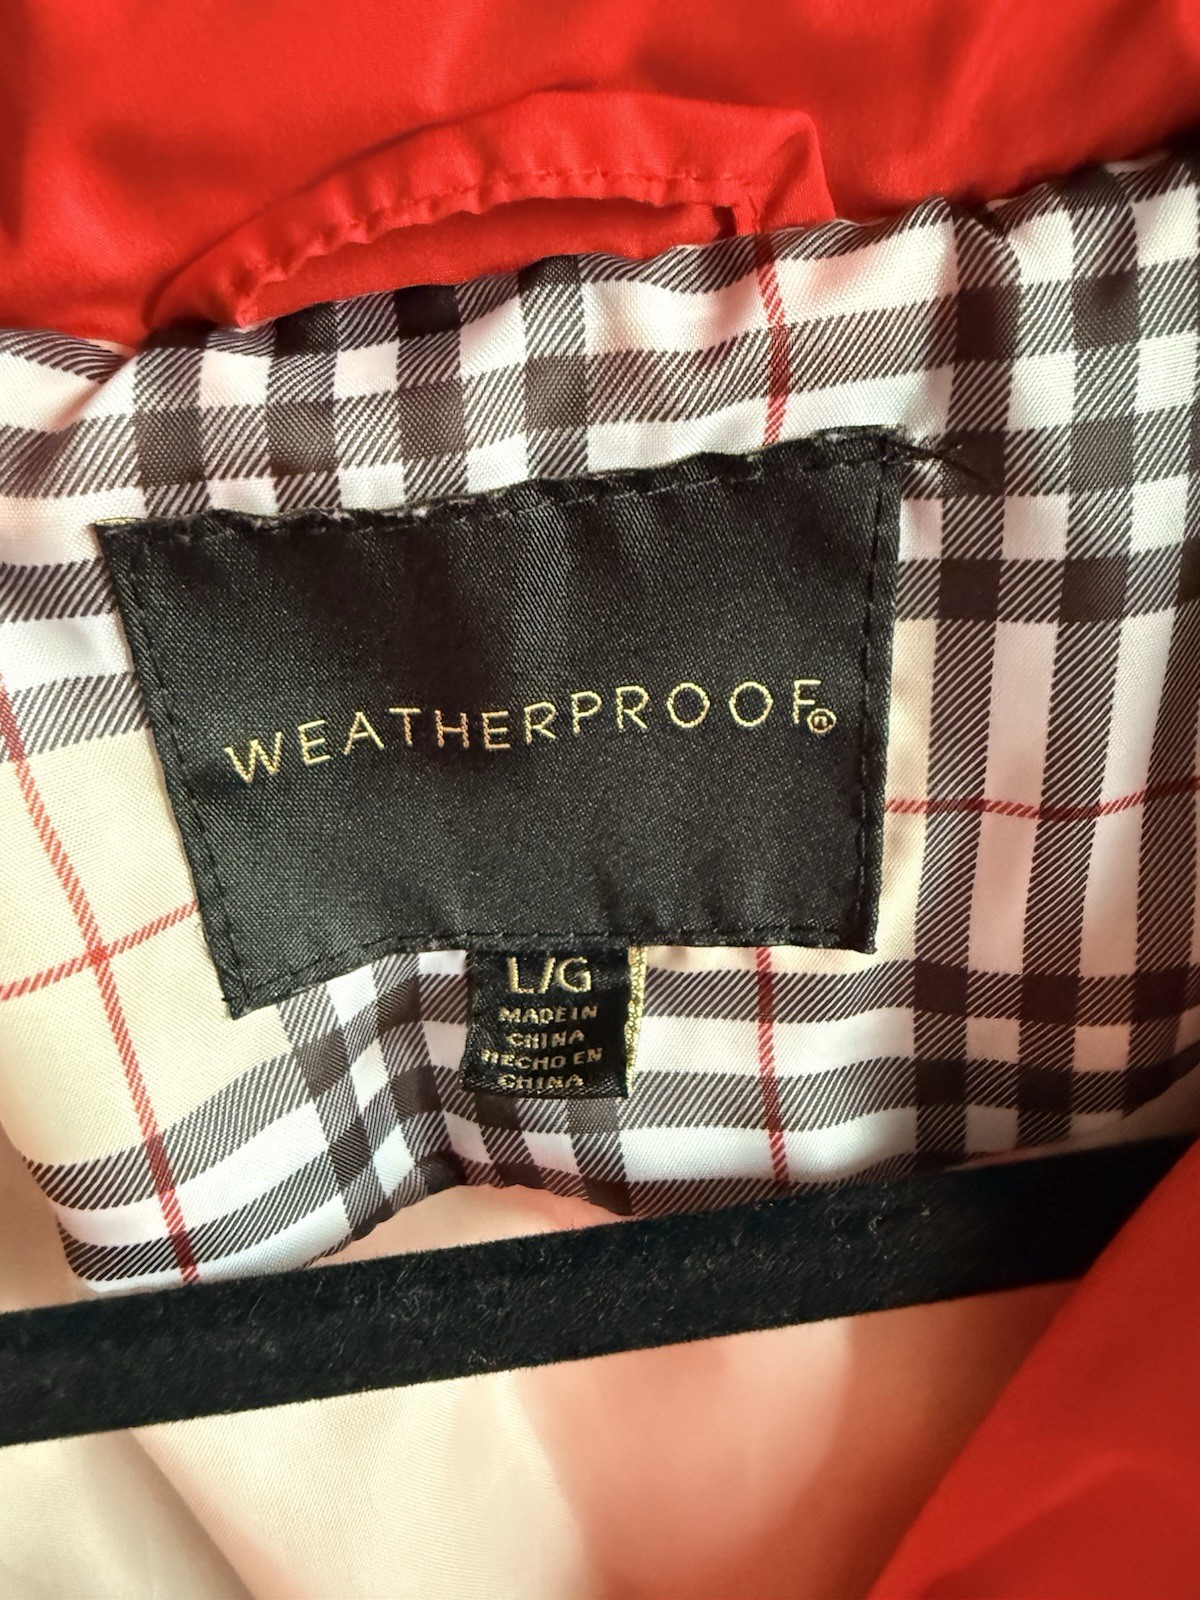 WEATHERPROOF®
L/G
MADE IN
CHINA
HECHO EN
CHINA